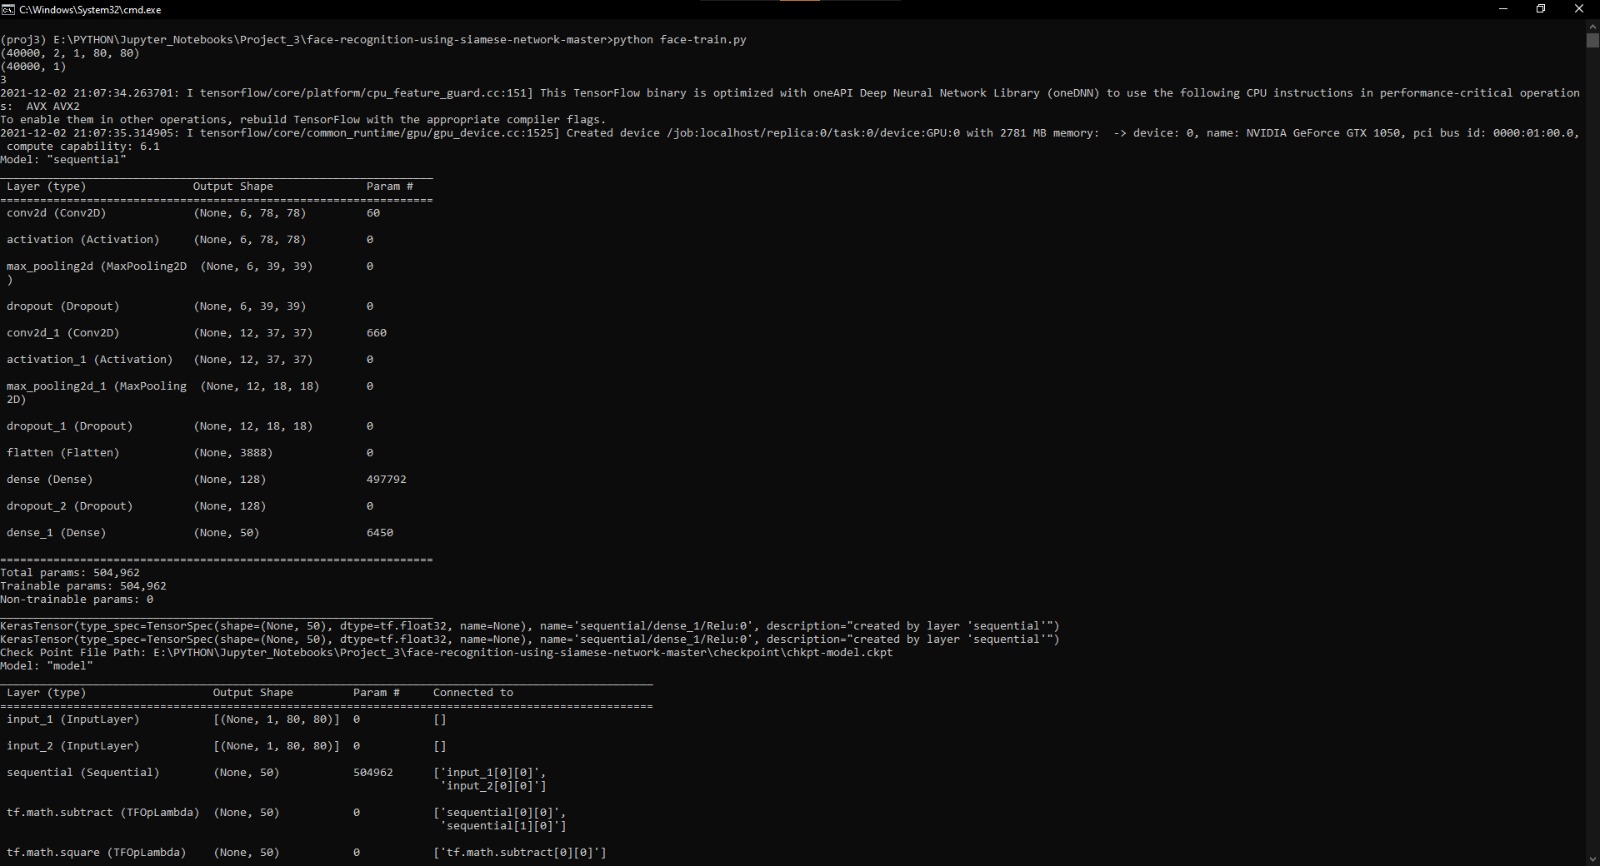 C:\Windows\System32\cmd.exe
(proj3) E:\PYTHON\Jupyter_Notebooks\Project_3\face-recognition-using-siamese-network-master>python face-train.py
(40000, 2, 1, 80, 80)
(40000, 1)
3
2021-12-02 21:07:34.263701: I tensorflow/core/platform/cpu_feature_guard.cc:151] This TensorFlow binary is optimized with oneAPI Deep Neural Network Library (oneDNN) to use the following CPU instructions in performance-critical operation
s:  AVX AVX2
To enable them in other operations, rebuild TensorFlow with the appropriate compiler flags.
2021-12-02 21:07:35.314905: I tensorflow/core/common_runtime/gpu/gpu_device.cc:1525] Created device /job:localhost/replica:0/task:0/device:GPU:0 with 2781 MB memory:  -> device: 0, name: NVIDIA GeForce GTX 1050, pci bus id: 0000:01:00.0,
 compute capability: 6.1
Model: "sequential"
_________________________________________________________________
 Layer (type)                Output Shape              Param #
=================================================================
 conv2d (Conv2D)             (None, 6, 78, 78)         60
 activation (Activation)     (None, 6, 78, 78)         0
 max_pooling2d (MaxPooling2D  (None, 6, 39, 39)        0
 )
 dropout (Dropout)           (None, 6, 39, 39)         0
 conv2d_1 (Conv2D)           (None, 12, 37, 37)        660
 activation_1 (Activation)   (None, 12, 37, 37)        0
 max_pooling2d_1 (MaxPooling  (None, 12, 18, 18)       0
 2D)
 dropout_1 (Dropout)         (None, 12, 18, 18)        0
 flatten (Flatten)           (None, 3888)              0
 dense (Dense)               (None, 128)               497792
 dropout_2 (Dropout)         (None, 128)               0
 dense_1 (Dense)             (None, 50)                6450
=================================================================
Total params: 504,962
Trainable params: 504,962
Non-trainable params: 0
_________________________________________________________________
KerasTensor(type_spec=TensorSpec(shape=(None, 50), dtype=tf.float32, name=None), name='sequential/dense_1/Relu:0', description="created by layer 'sequential'")
KerasTensor(type_spec=TensorSpec(shape=(None, 50), dtype=tf.float32, name=None), name='sequential/dense_1/Relu:0', description="created by layer 'sequential'")
Check Point File Path: E:\PYTHON\Jupyter_Notebooks\Project_3\face-recognition-using-siamese-network-master\checkpoint\chkpt-model.ckpt
Model: "model"
__________________________________________________________________________________________________
 Layer (type)                   Output Shape         Param #     Connected to
==================================================================================================
 input_1 (InputLayer)           [(None, 1, 80, 80)]  0           []
 input_2 (InputLayer)           [(None, 1, 80, 80)]  0           []
 sequential (Sequential)        (None, 50)           504962      ['input_1[0][0]',
                                                                  'input_2[0][0]']
 tf.math.subtract (TFOpLambda)  (None, 50)           0           ['sequential[0][0]',
                                                                  'sequential[1][0]']
 tf.math.square (TFOpLambda)    (None, 50)           0           ['tf.math.subtract[0][0]']